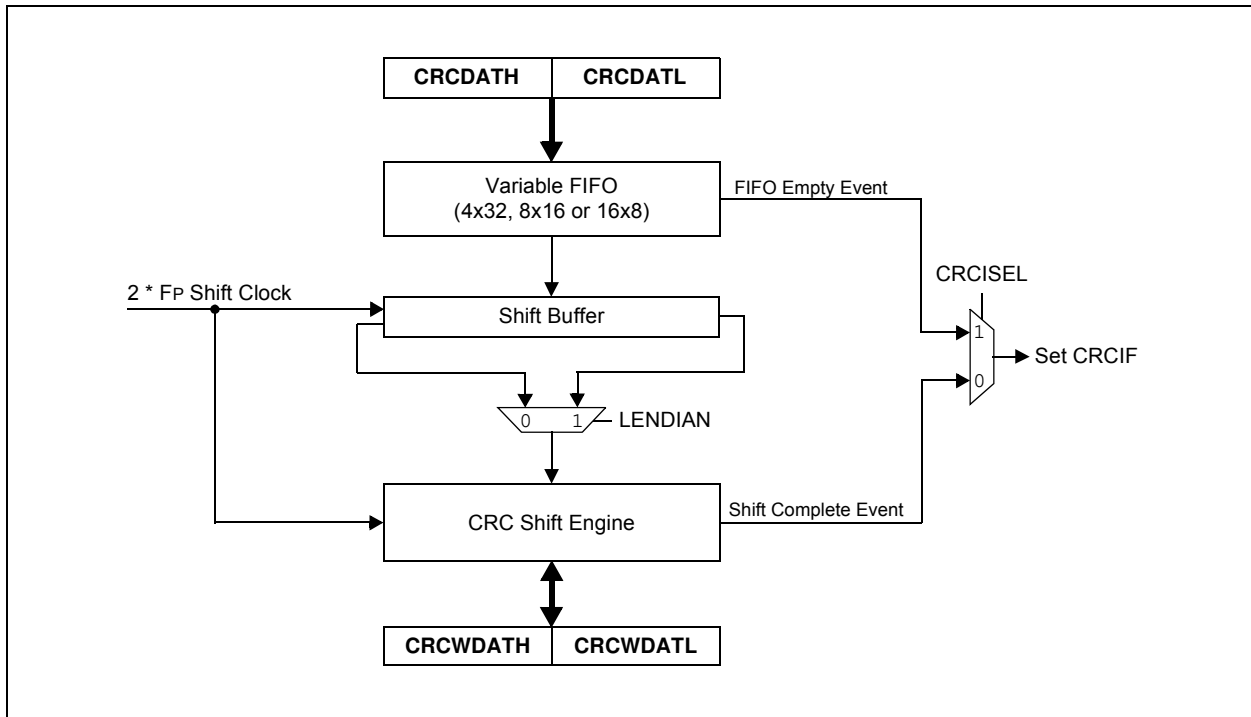 CRCDATH CRCDATL
Variable FIFO
(4x32, 8x16 or 16x8)
FIFO Empty Event
CRCISEL
2 * FP Shift Clock
Shift Buffer
1
Set CRCIF
0
0 1
LENDIAN
CRC Shift Engine
Shift Complete Event
CRCWDATH CRCWDATL